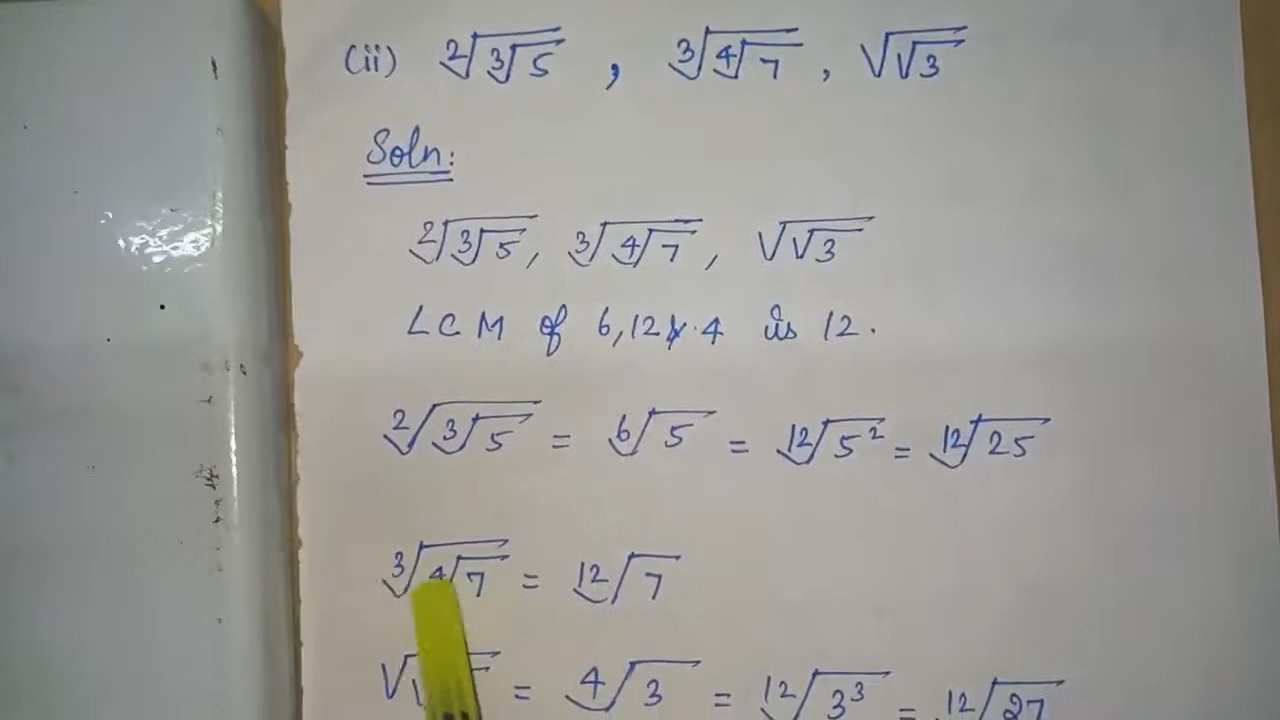 (ii) ²√³√5 , ³√⁴√7 , √√3
Soln:
²√³√5 , ³√⁴√7 , √√3
LCM of 6,12 & 4 is 12.
²√³√5 = ⁶√5 = ¹²√5² = ¹²√25
³√⁴√7 = ¹²√7
√ = ⁴√3 = ¹²√3³ = ¹²√27